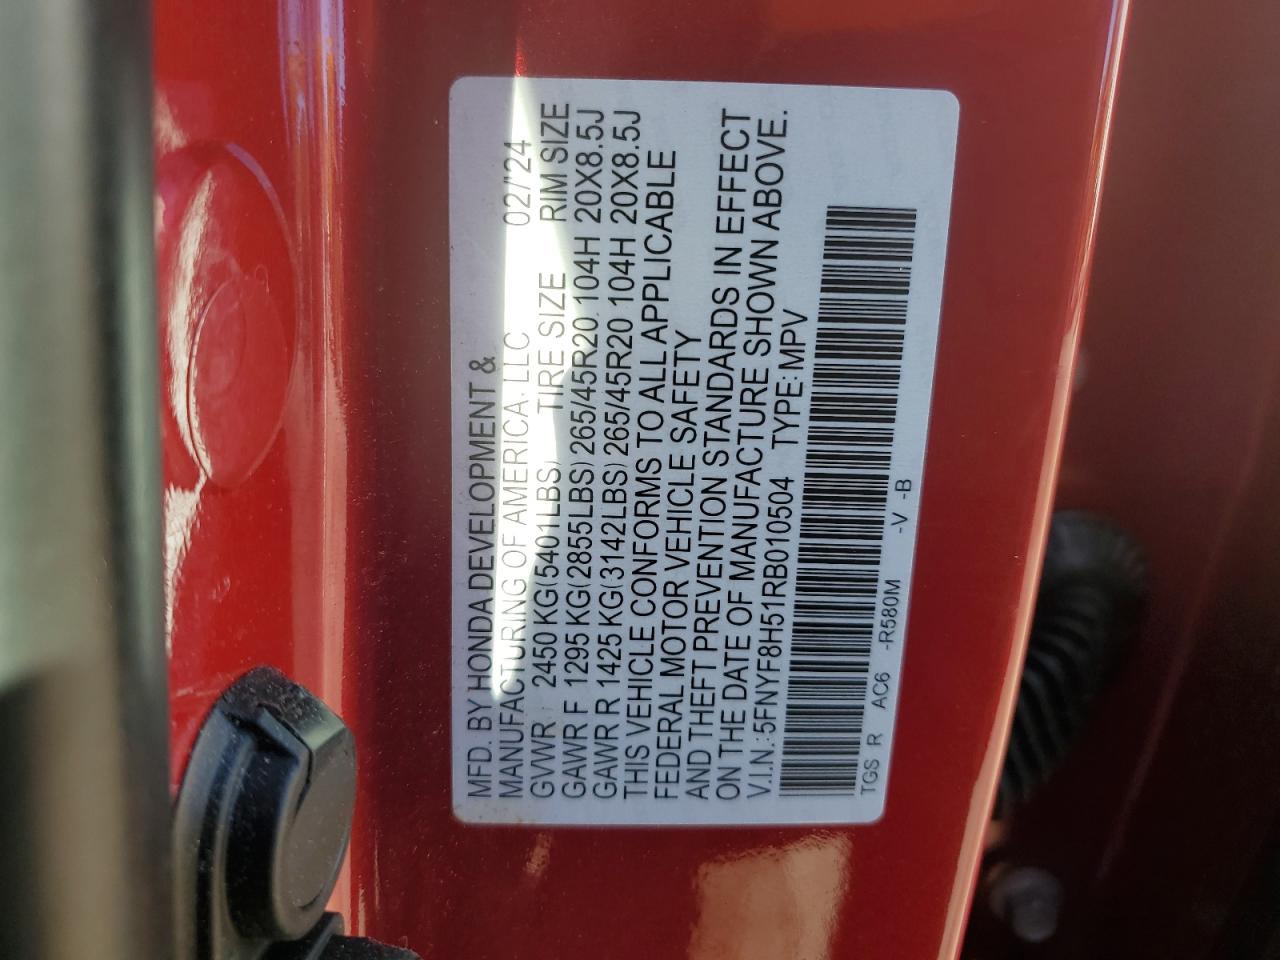 MFD. BY HONDA DEVELOPMENT &
MANUFACTURING OF AMERICA, LLC 02/'24
GVWR 2450 KG(5401LBS) TIRE SIZE RIM SIZE
GAWR F 1295 KG(2855LBS) 265/45R20 104H 20X8.5J
GAWR R 1425 KG(3142LBS) 265/45R20 104H 20X8.5J
THIS VEHICLE CONFORMS TO ALL APPLICABLE
FEDERAL MOTOR VEHICLE SAFETY
AND THEFT PREVENTION STANDARDS IN EFFECT
ON THE DATE OF MANUFACTURE SHOWN ABOVE.
V.I.N.:5FNYF8H51RB010504 TYPE:MPV
TGS R AC6 -R580M -V -B